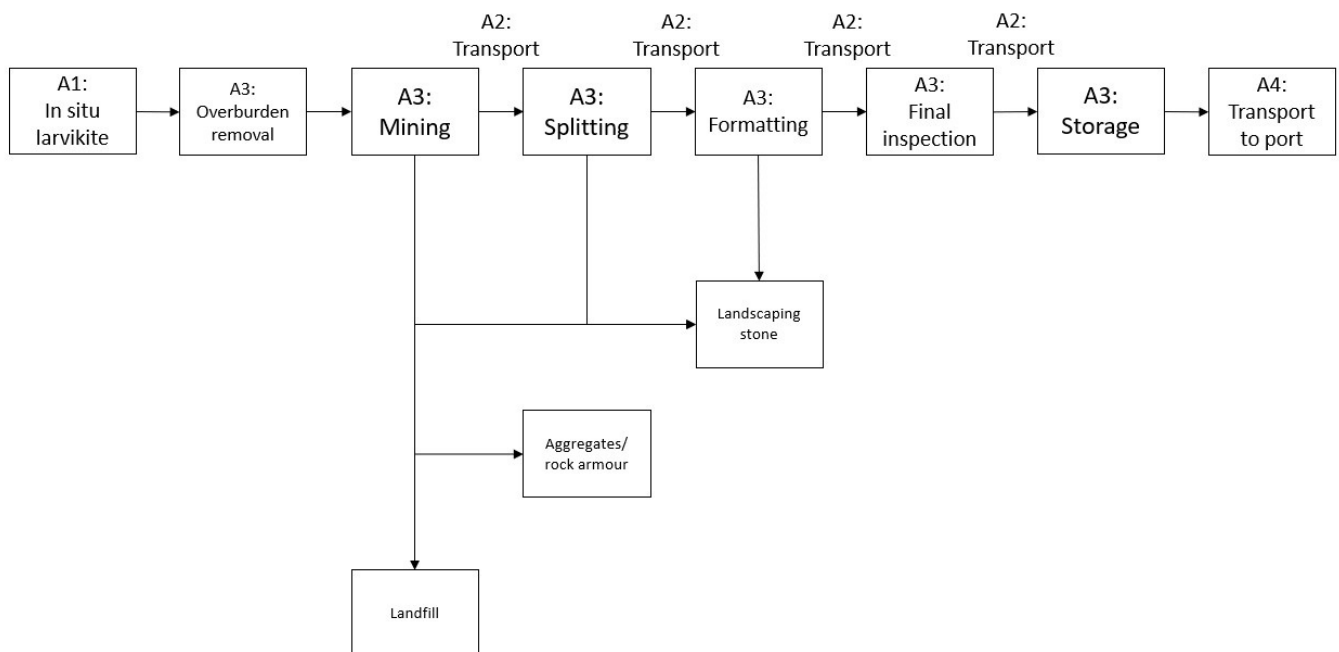 A2:
Transport
A2:
Transport
A2:
Transport
A2:
Transport
A1:
In situ
larvikite
A3:
Overburden
removal
A3:
Mining
A3:
Splitting
A3:
Formatting
A3:
Final
inspection
A3:
Storage
A4:
Transport
to port
Landscaping
stone
Aggregates/
rock armour
Landfill